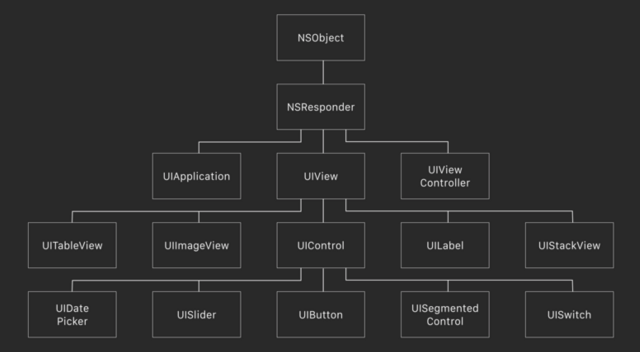 NSObject
NSResponder
UIApplication
UIView
UIView
Controller
UITableView
UIImageView
UIControl
UILabel
UIStackView
UIDate
Picker
UISlider
UIButton
UISegmented
Control
UISwitch